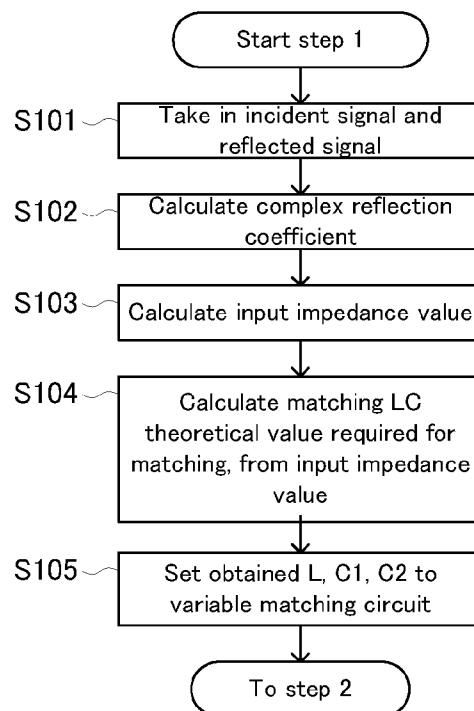 Start step 1
S101
Take in incident signal and
reflected signal
S102
Calculate complex reflection
coefficient
S103
Calculate input impedance value
S104
Calculate matching LC
theoretical value required for
matching, from input impedance
value
S105
Set obtained L, C1, C2 to
variable matching circuit
To step 2